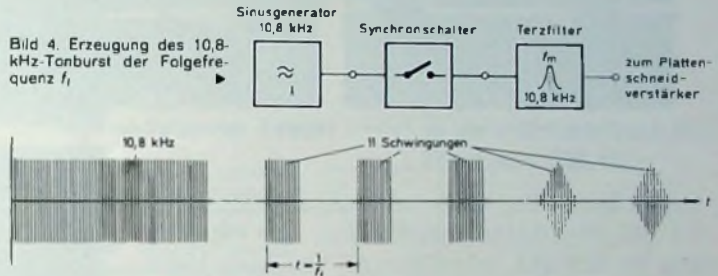 Bild 4. Erzeugung des 10,8-
kHz-Tonburst der Folgefre-
quenz f₁
Sinusgenerator
10,8 kHz
Synchronschalter
Terzfilter
fm
10,8 kHz
zum Platten-
schneid-
verstärker
10,8 kHz
11 Schwingungen
t
t = 1/f₁